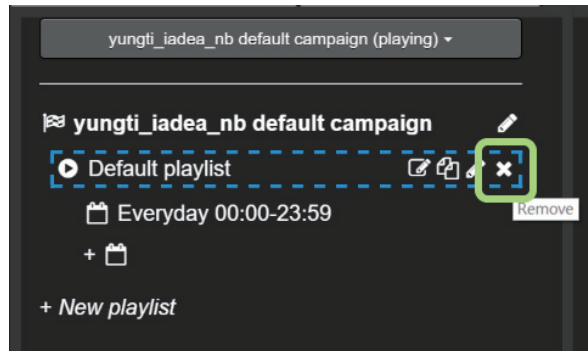 yungti_iadea_nb default campaign (playing)
yungti_iadea_nb default campaign
Default playlist
Remove
Everyday 00:00-23:59
+
+ New playlist